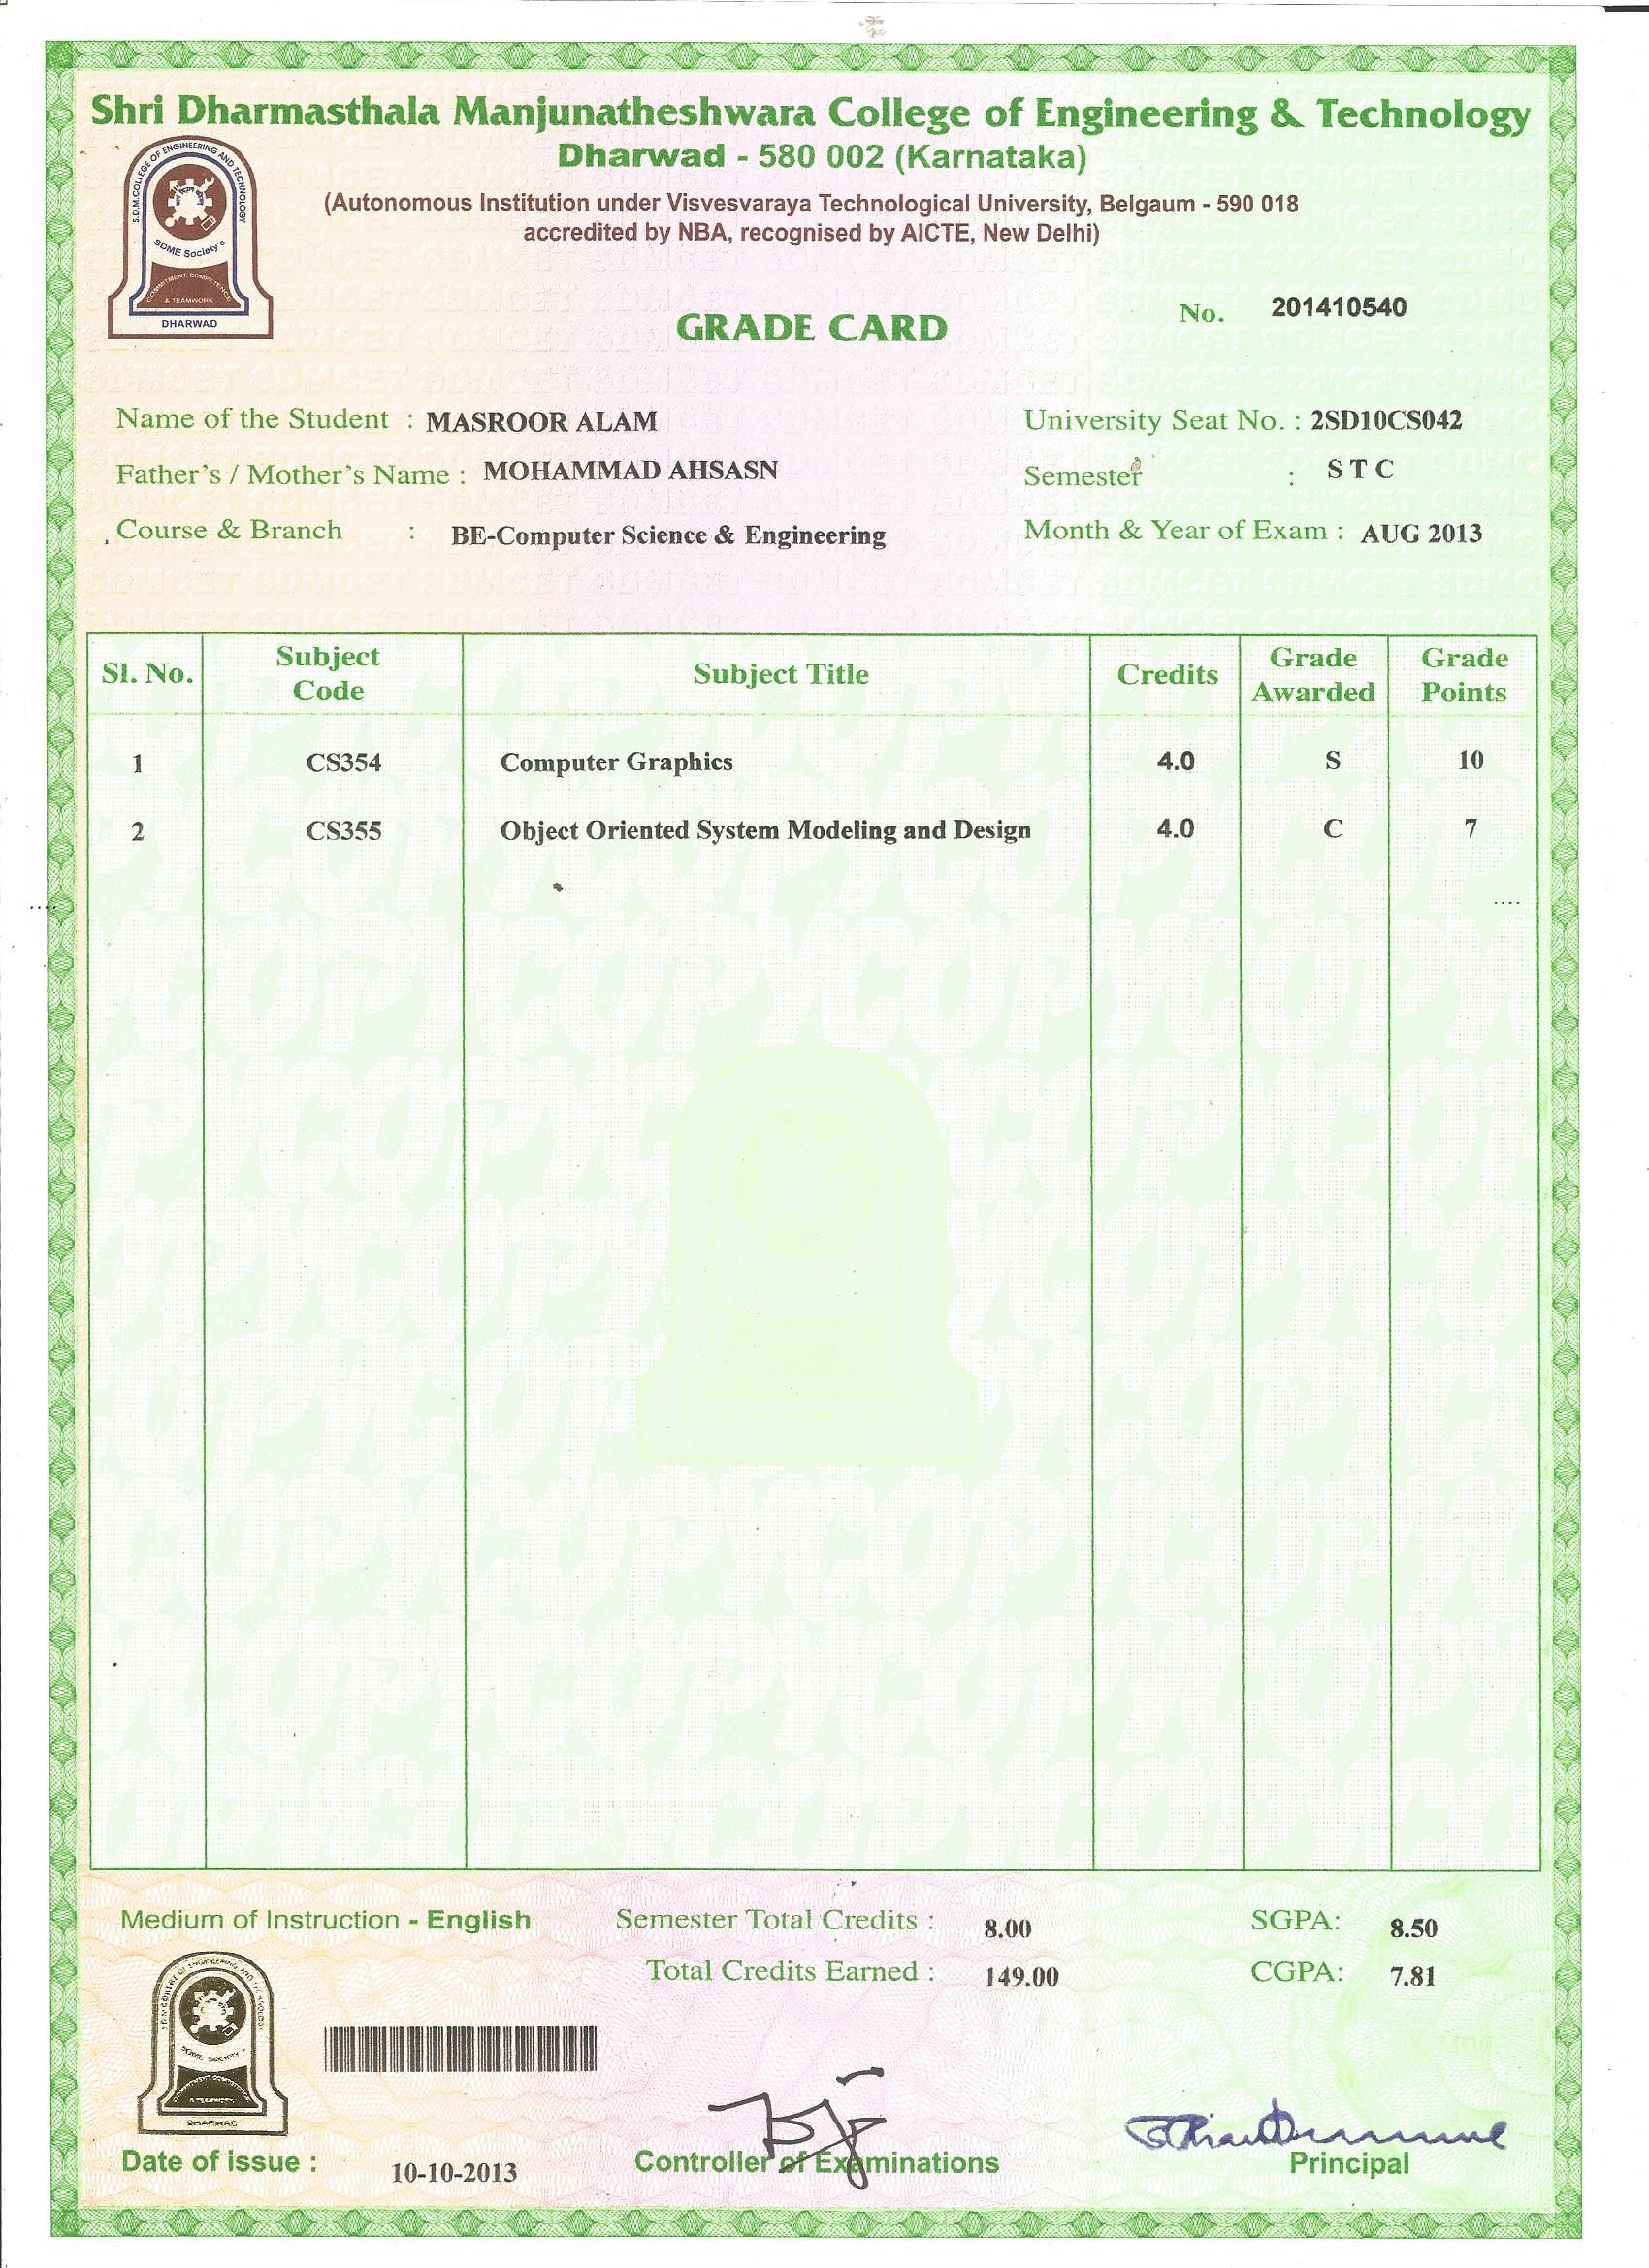 Shri Dharmasthala Manjunatheshwara College of Engineering & Technology
Dharwad - 580 002 (Karnataka)
(Autonomous Institution under Visvesvaraya Technological University, Belgaum - 590 018
accredited by NBA, recognised by AICTE, New Delhi)
S.D.M.COLLEGE OF ENGINEERING AND TECHNOLOGY
SDME Society's
COMMITMENT, COMPETENCE
& TEAMWORK
DHARWAD
No. 201410540
GRADE CARD
Name of the Student : MASROOR ALAM University Seat No. : 2SD10CS042
Father's / Mother's Name : MOHAMMAD AHSASN Semester : S T C
Course & Branch : BE-Computer Science & Engineering Month & Year of Exam : AUG 2013
Sl. No. Subject Code Subject Title Credits Grade Awarded Grade Points
1 CS354 Computer Graphics 4.0 S 10
2 CS355 Object Oriented System Modeling and Design 4.0 C 7
Medium of Instruction - English Semester Total Credits : 8.00 SGPA: 8.50
Total Credits Earned : 149.00 CGPA: 7.81
DHARWAD
Date of issue : 10-10-2013 Controller of Examinations Principal